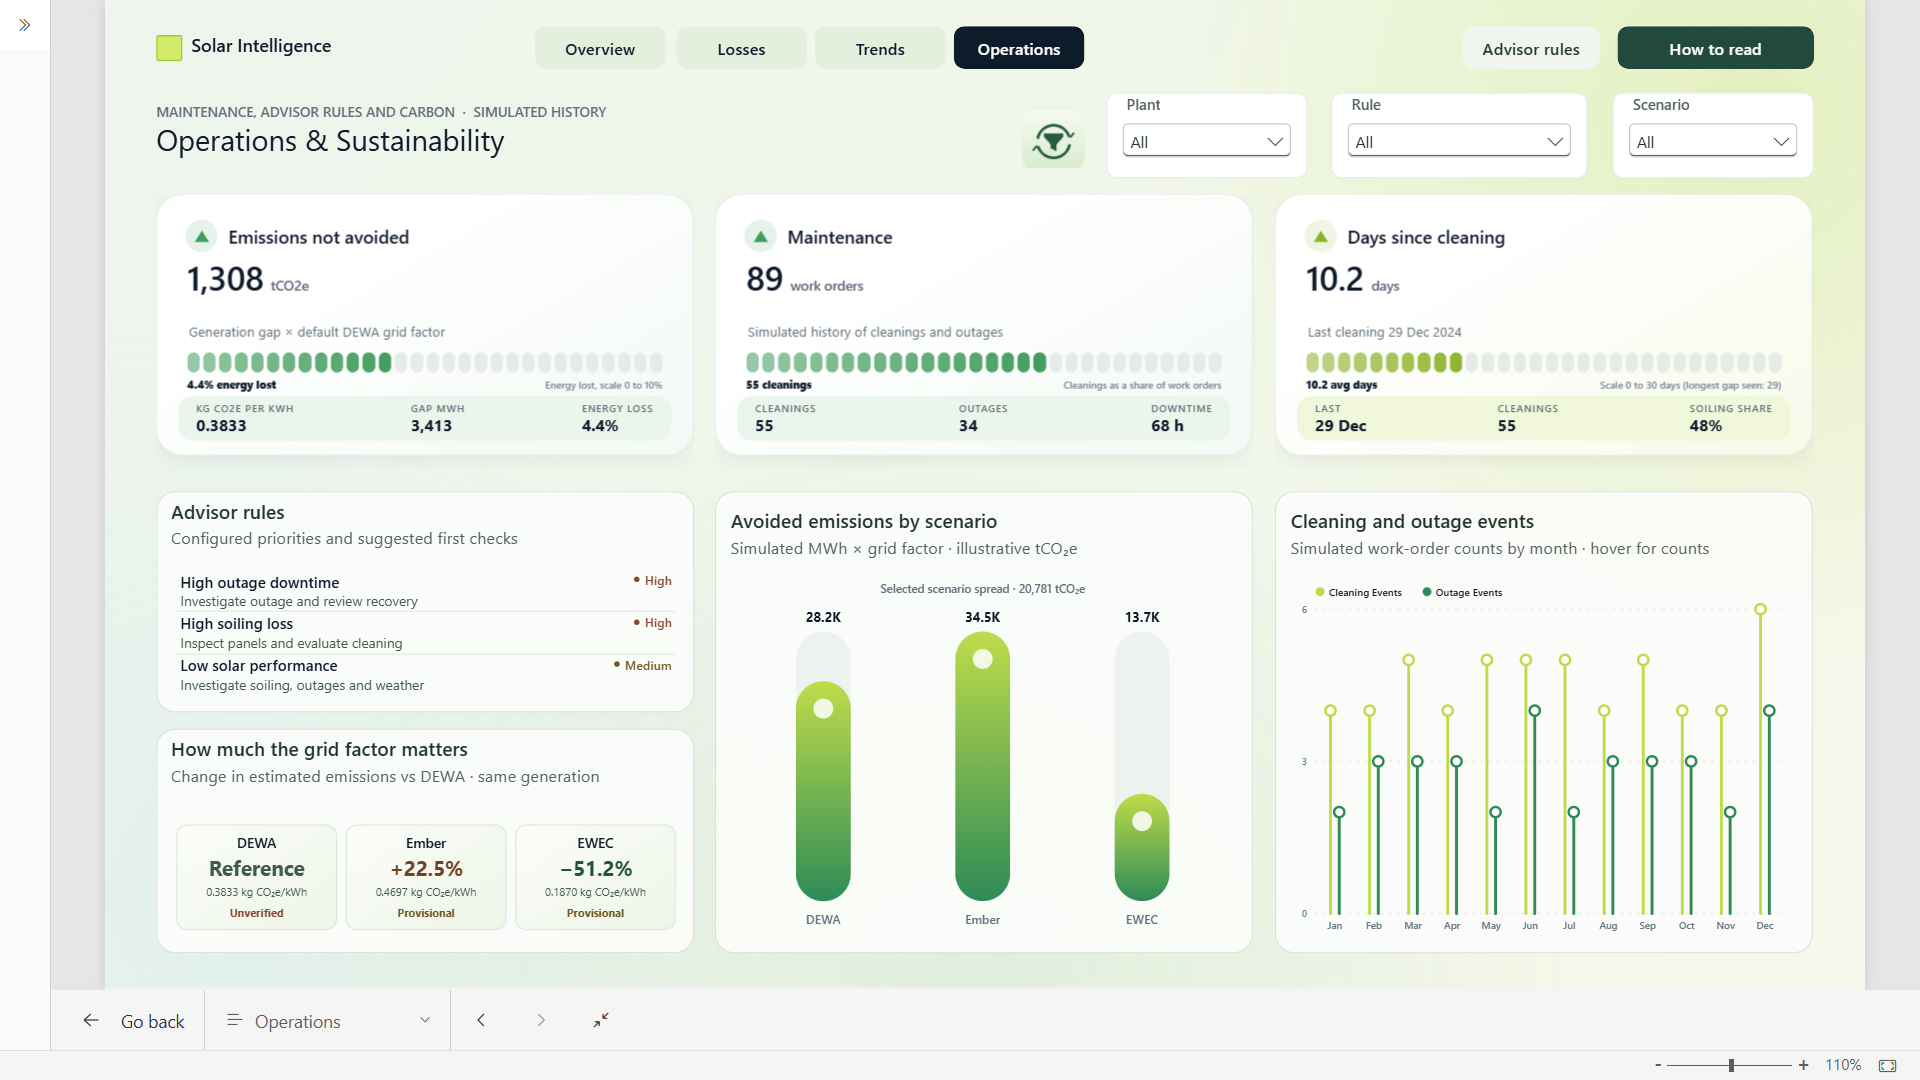 Solar Intelligence
Overview
Losses
Trends
Operations
Advisor rules
How to read
MAINTENANCE, ADVISOR RULES AND CARBON · SIMULATED HISTORY
Operations & Sustainability
Plant
All
Rule
All
Scenario
All
Emissions not avoided
1,308 tCO2e
Generation gap × default DEWA grid factor
4.4% energy lost
Energy lost, scale 0 to 10%
KG CO2E PER KWH
0.3833
GAP MWH
3,413
ENERGY LOSS
4.4%
Maintenance
89 work orders
Simulated history of cleanings and outages
55 cleanings
Cleanings as a share of work orders
CLEANINGS
55
OUTAGES
34
DOWNTIME
68 h
Days since cleaning
10.2 days
Last cleaning 29 Dec 2024
10.2 avg days
Scale 0 to 30 days (longest gap seen: 29)
LAST
29 Dec
CLEANINGS
55
SOILING SHARE
48%
Advisor rules
Configured priorities and suggested first checks
High outage downtime
• High
Investigate outage and review recovery
High soiling loss
• High
Inspect panels and evaluate cleaning
Low solar performance
• Medium
Investigate soiling, outages and weather
How much the grid factor matters
Change in estimated emissions vs DEWA · same generation
DEWA
Reference
0.3833 kg CO₂e/kWh
Unverified
Ember
+22.5%
0.4697 kg CO₂e/kWh
Provisional
EWEC
−51.2%
0.1870 kg CO₂e/kWh
Provisional
Avoided emissions by scenario
Simulated MWh × grid factor · illustrative tCO₂e
Selected scenario spread · 20,781 tCO₂e
28.2K
34.5K
13.7K
DEWA
Ember
EWEC
Cleaning and outage events
Simulated work-order counts by month · hover for counts
Cleaning Events
Outage Events
6
3
0
Jan
Feb
Mar
Apr
May
Jun
Jul
Aug
Sep
Oct
Nov
Dec
Go back
Operations
- + 110%